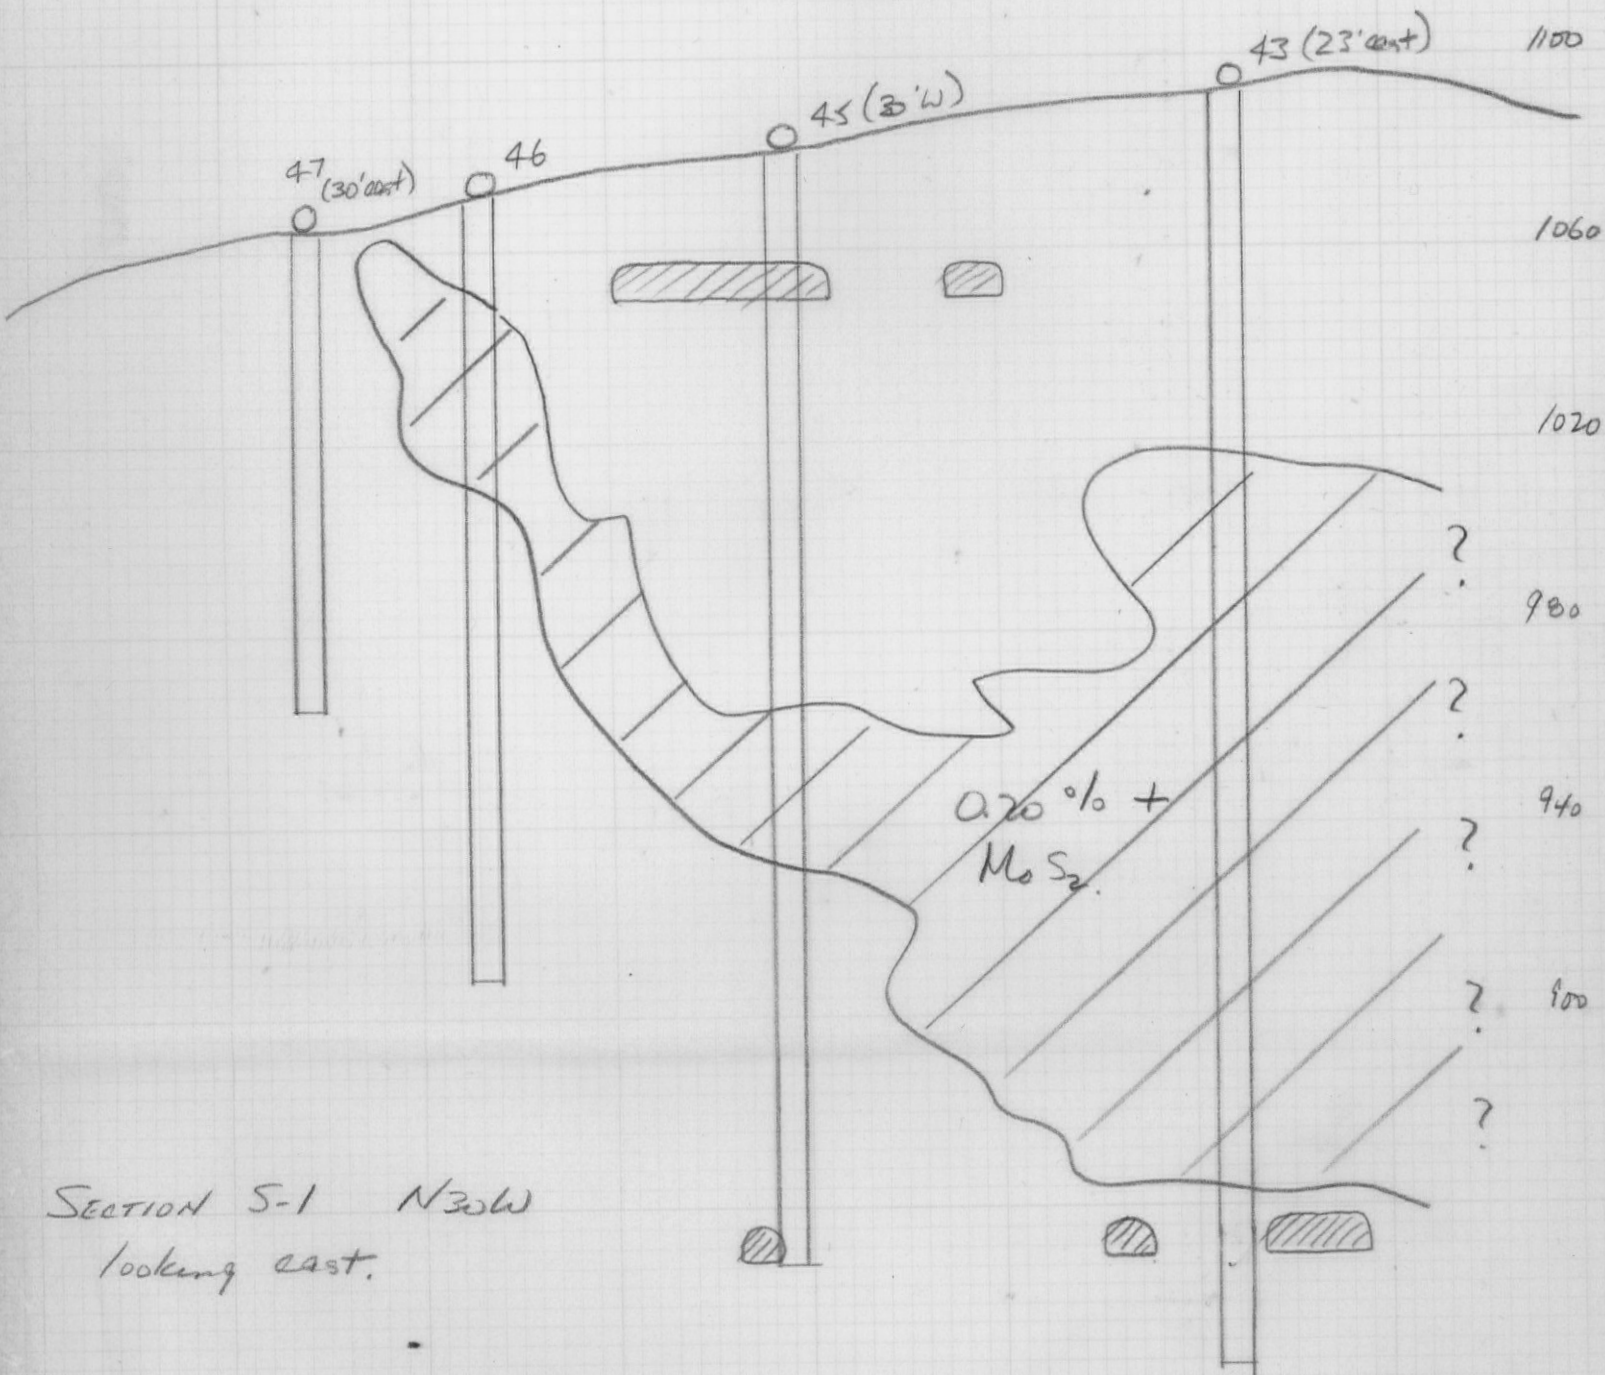 43 (23' east)
1100
45 (30' W)
46
47
(30' east)
1060
1020
?
980
?
0.20 % +
940
MoS2.
?
?
900
?
SECTION S-1 N30W
looking east.